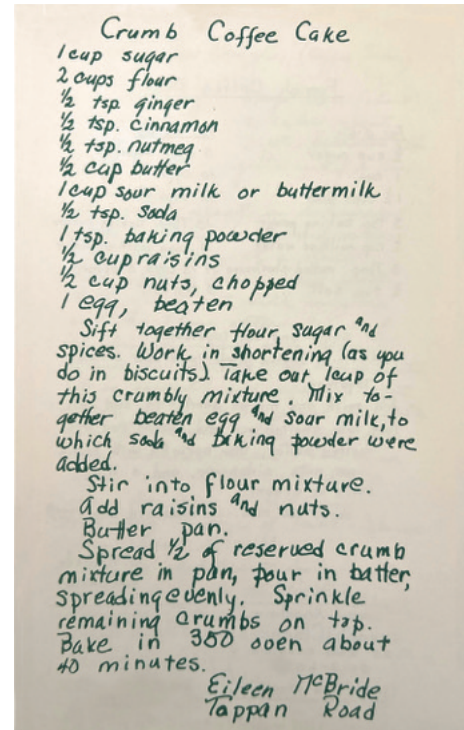 Crumb Coffee Cake
1 cup sugar
2 cups flour
½ tsp. ginger
½ tsp. cinnamon
½ tsp. nutmeg
½ cup butter
1 cup sour milk or buttermilk
½ tsp. soda
1 tsp. baking powder
½ cup raisins
½ cup nuts, chopped
1 egg, beaten
Sift together flour, sugar and
spices. Work in shortening (as you
do in biscuits). Take out 1 cup of
this crumbly mixture. Mix to-
gether beaten egg and sour milk, to
which soda and baking powder were
added.
Stir into flour mixture.
Add raisins and nuts.
Butter pan.
Spread ½ of reserved crumb
mixture in pan, pour in batter,
spreading evenly. Sprinkle
remaining crumbs on top.
Bake in 350 oven about
40 minutes.
Eileen McBride
Tappan Road